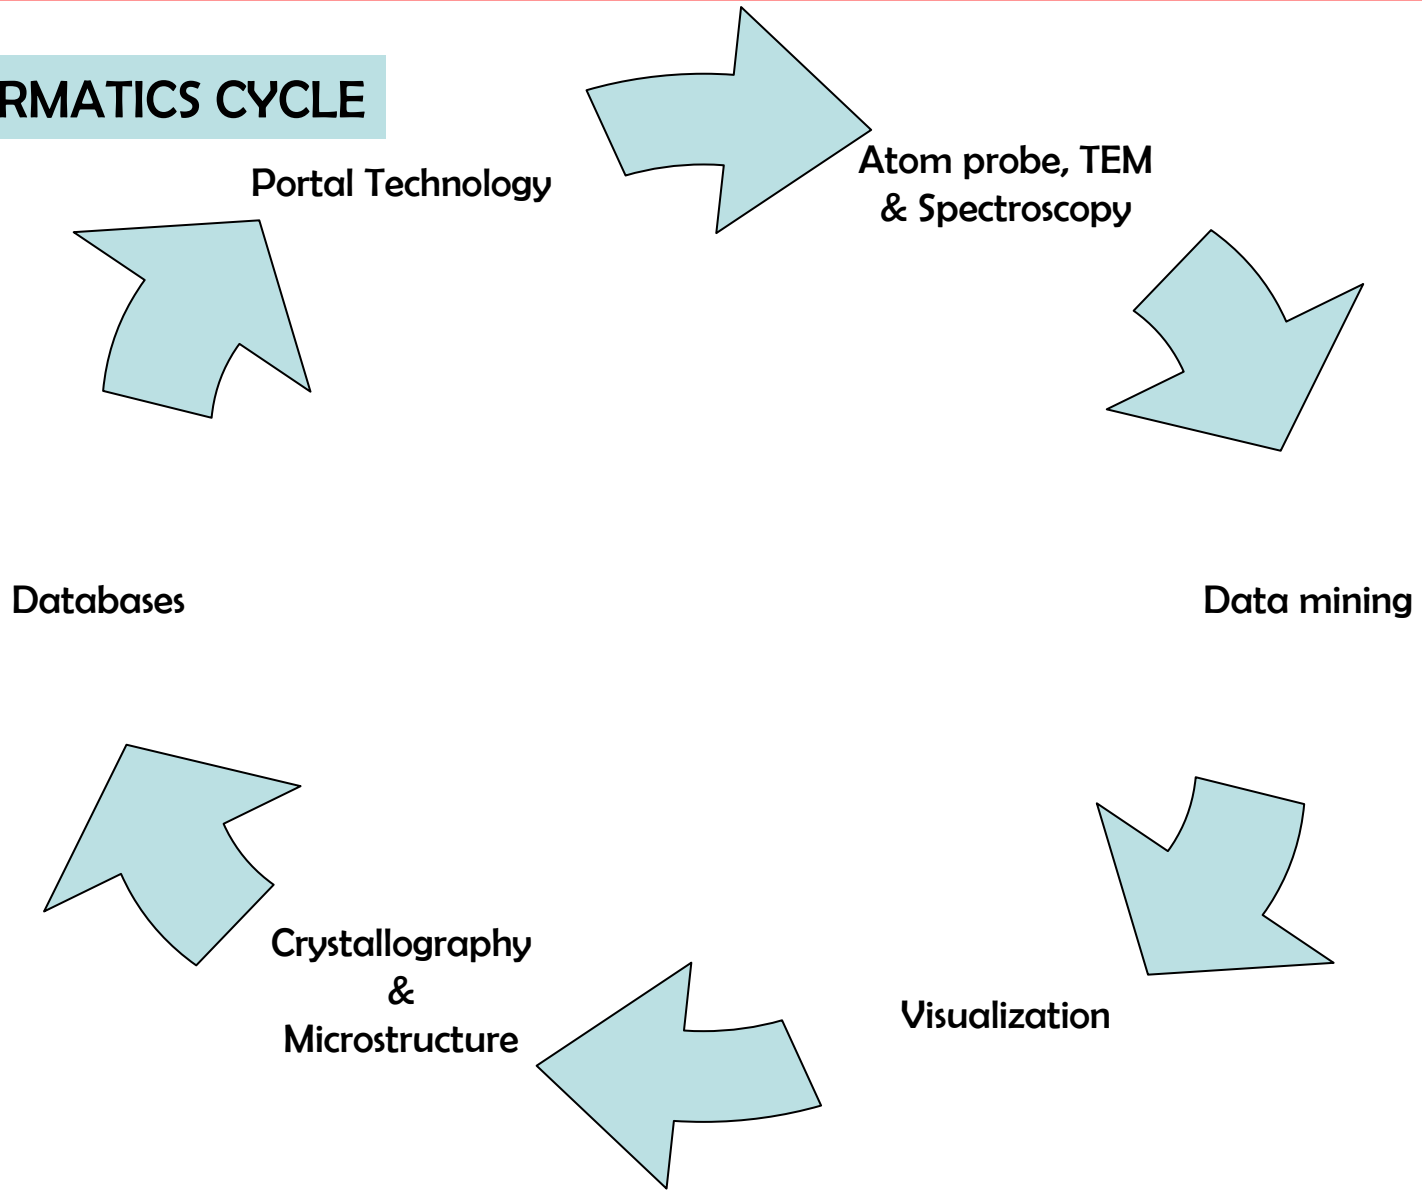 RMATICS CYCLE
Portal Technology
Atom probe, TEM
& Spectroscopy
Databases
Data mining
Crystallography
&
Microstructure
Visualization